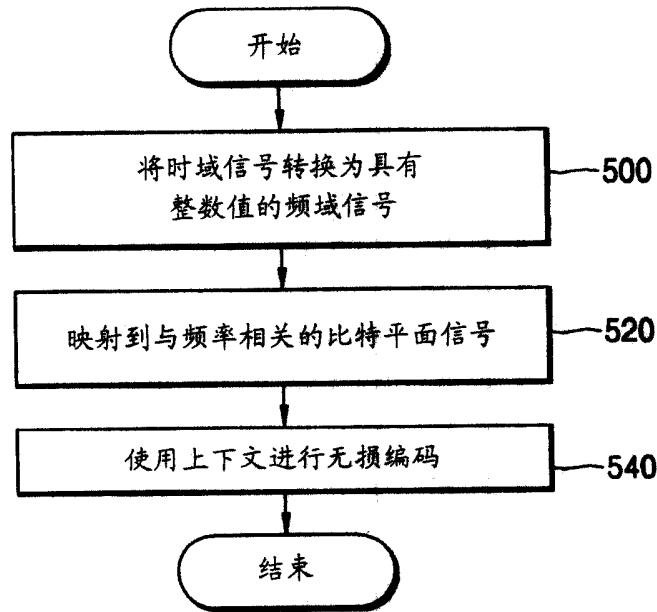 开始
将时域信号转换为具有
整数值的频域信号
500
映射到与频率相关的比特平面信号
520
使用上下文进行无损编码
540
结束